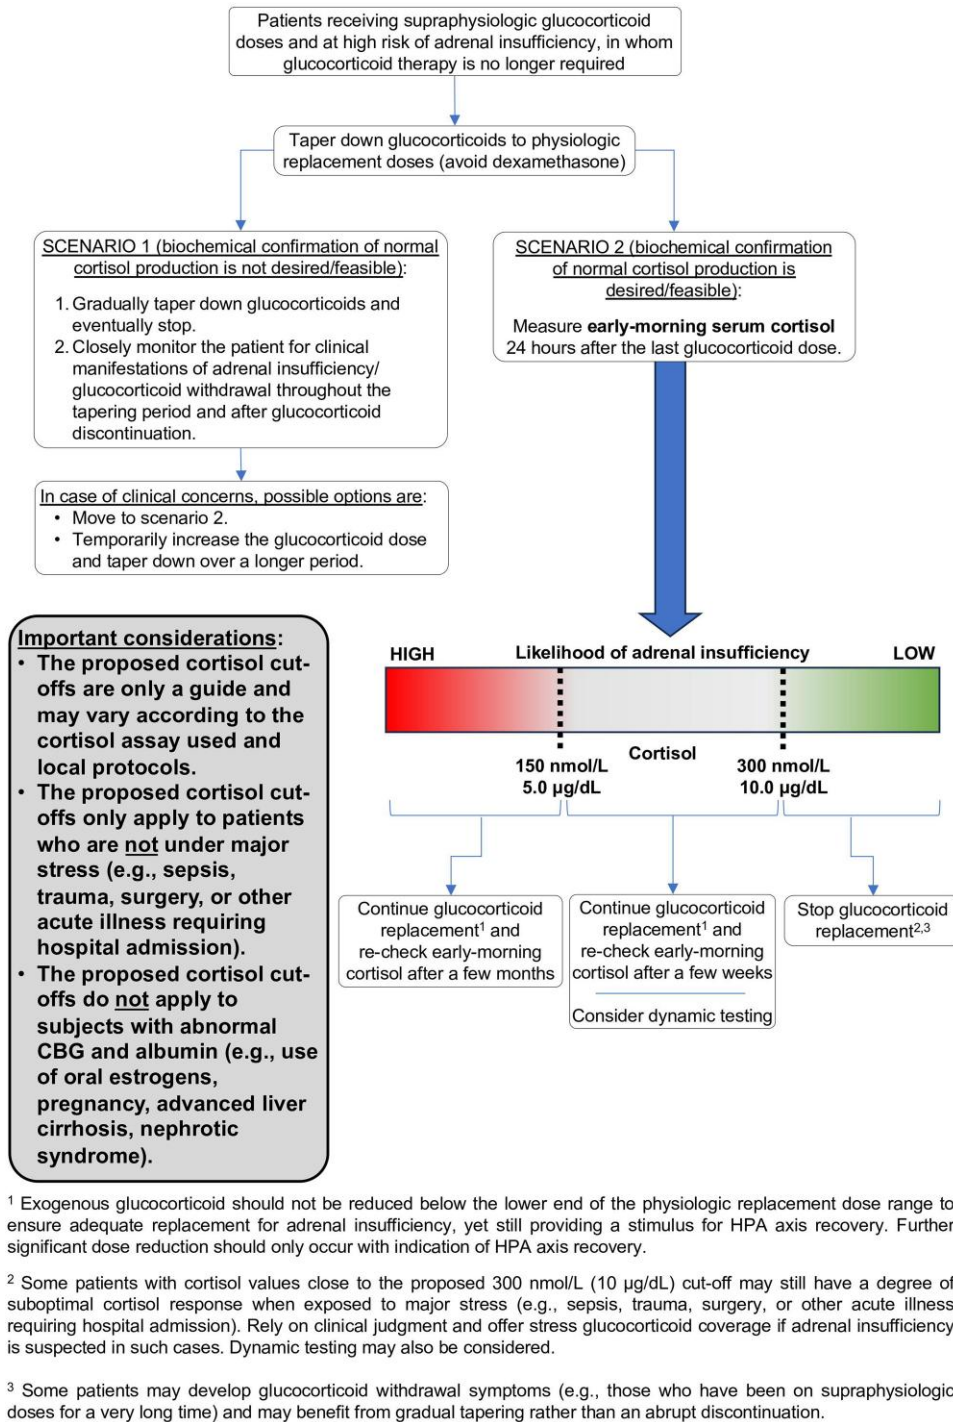 Patients receiving supraphysiologic glucocorticoid
doses and at high risk of adrenal insufficiency, in whom
glucocorticoid therapy is no longer required
Taper down glucocorticoids to physiologic
replacement doses (avoid dexamethasone)
SCENARIO 1 (biochemical confirmation of normal
cortisol production is not desired/feasible):
1. Gradually taper down glucocorticoids and
eventually stop.
2. Closely monitor the patient for clinical
manifestations of adrenal insufficiency/
glucocorticoid withdrawal throughout the
tapering period and after glucocorticoid
discontinuation.
In case of clinical concerns, possible options are:
• Move to scenario 2.
• Temporarily increase the glucocorticoid dose
and taper down over a longer period.
SCENARIO 2 (biochemical confirmation
of normal cortisol production is
desired/feasible):
Measure early-morning serum cortisol
24 hours after the last glucocorticoid dose.
Important considerations:
• The proposed cortisol cut-
offs are only a guide and
may vary according to the
cortisol assay used and
local protocols.
• The proposed cortisol cut-
offs only apply to patients
who are not under major
stress (e.g., sepsis,
trauma, surgery, or other
acute illness requiring
hospital admission).
• The proposed cortisol cut-
offs do not apply to
subjects with abnormal
CBG and albumin (e.g., use
of oral estrogens,
pregnancy, advanced liver
cirrhosis, nephrotic
syndrome).
HIGH Likelihood of adrenal insufficiency LOW
Cortisol
150 nmol/L 300 nmol/L
5.0 µg/dL 10.0 µg/dL
Continue glucocorticoid
replacement¹ and
re-check early-morning
cortisol after a few months
Continue glucocorticoid
replacement¹ and
re-check early-morning
cortisol after a few weeks
Consider dynamic testing
Stop glucocorticoid
replacement²,³
¹ Exogenous glucocorticoid should not be reduced below the lower end of the physiologic replacement dose range to
ensure adequate replacement for adrenal insufficiency, yet still providing a stimulus for HPA axis recovery. Further
significant dose reduction should only occur with indication of HPA axis recovery.
² Some patients with cortisol values close to the proposed 300 nmol/L (10 µg/dL) cut-off may still have a degree of
suboptimal cortisol response when exposed to major stress (e.g., sepsis, trauma, surgery, or other acute illness
requiring hospital admission). Rely on clinical judgment and offer stress glucocorticoid coverage if adrenal insufficiency
is suspected in such cases. Dynamic testing may also be considered.
³ Some patients may develop glucocorticoid withdrawal symptoms (e.g., those who have been on supraphysiologic
doses for a very long time) and may benefit from gradual tapering rather than an abrupt discontinuation.